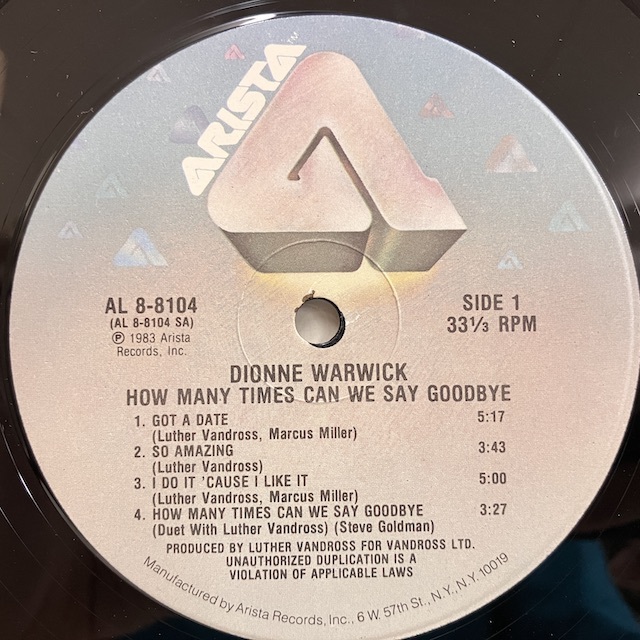 ARISTA™
AL 8-8104
(AL 8-8104 SA)
℗ 1983 Arista
Records, Inc.
SIDE 1
33⅓ RPM
DIONNE WARWICK
HOW MANY TIMES CAN WE SAY GOODBYE
1. GOT A DATE 5:17
(Luther Vandross, Marcus Miller)
2. SO AMAZING 3:43
(Luther Vandross)
3. I DO IT 'CAUSE I LIKE IT 5:00
(Luther Vandross, Marcus Miller)
4. HOW MANY TIMES CAN WE SAY GOODBYE 3:27
(Duet With Luther Vandross) (Steve Goldman)
PRODUCED BY LUTHER VANDROSS FOR VANDROSS LTD.
UNAUTHORIZED DUPLICATION IS A
VIOLATION OF APPLICABLE LAWS
Manufactured by Arista Records, Inc., 6 W. 57th St., N.Y., N.Y. 10019